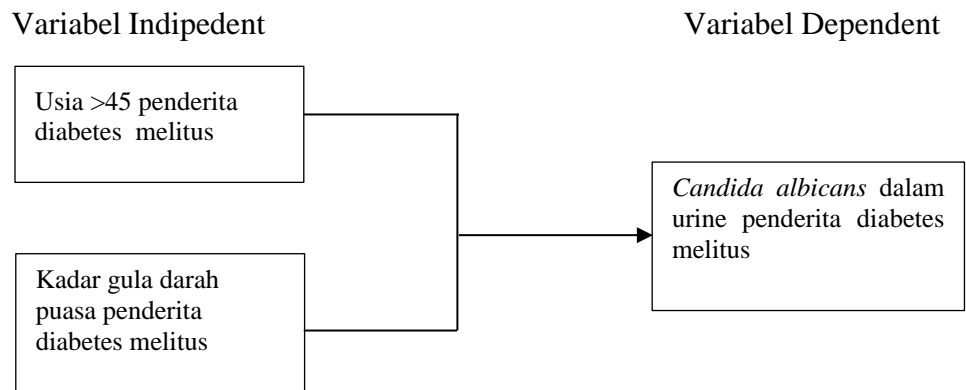 Variabel Indipedent
Variabel Dependent
Usia >45 penderita
diabetes melitus
Candida albicans dalam
urine penderita diabetes
melitus
Kadar gula darah
puasa penderita
diabetes melitus